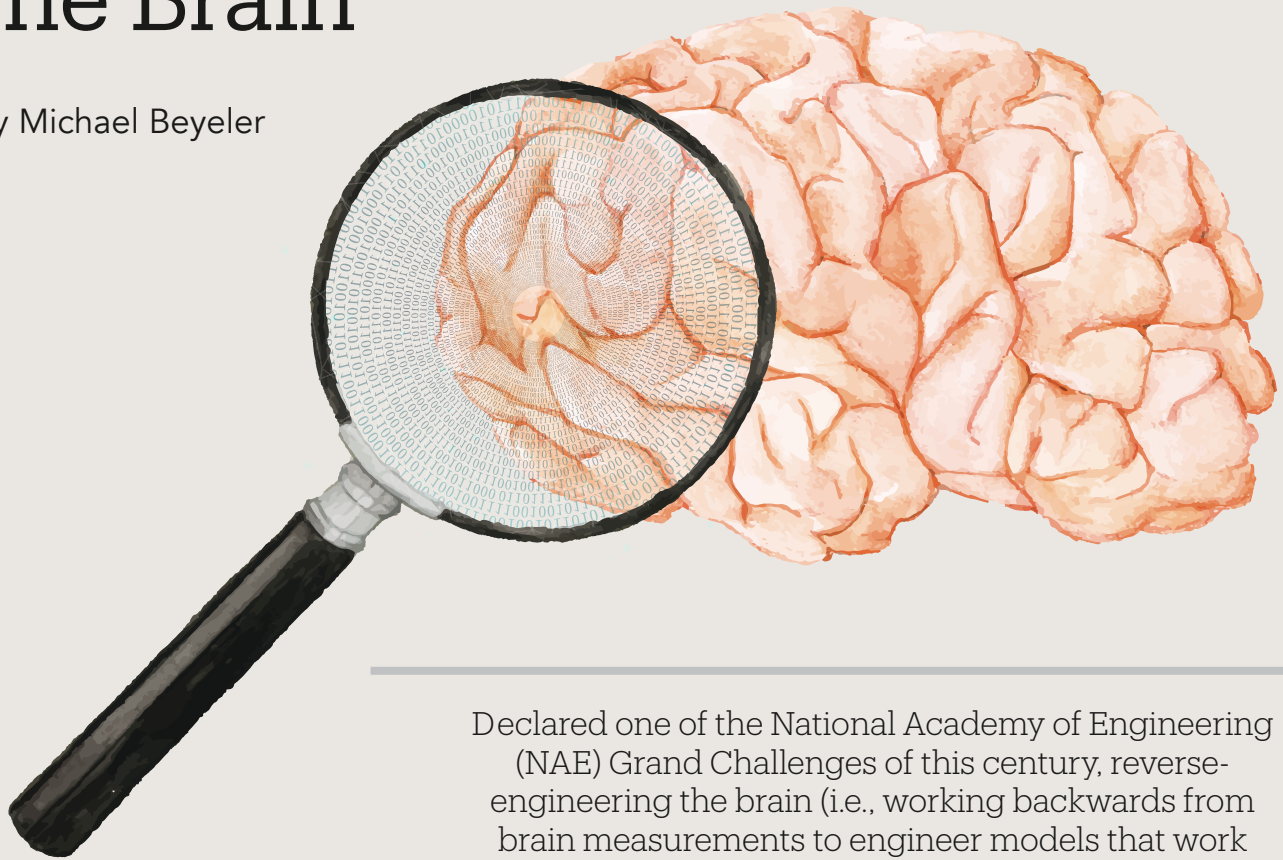 he Brain
y Michael Beyeler
Declared one of the National Academy of Engineering
(NAE) Grand Challenges of this century, reverse-
engineering the brain (i.e., working backwards from
brain measurements to engineer models that work